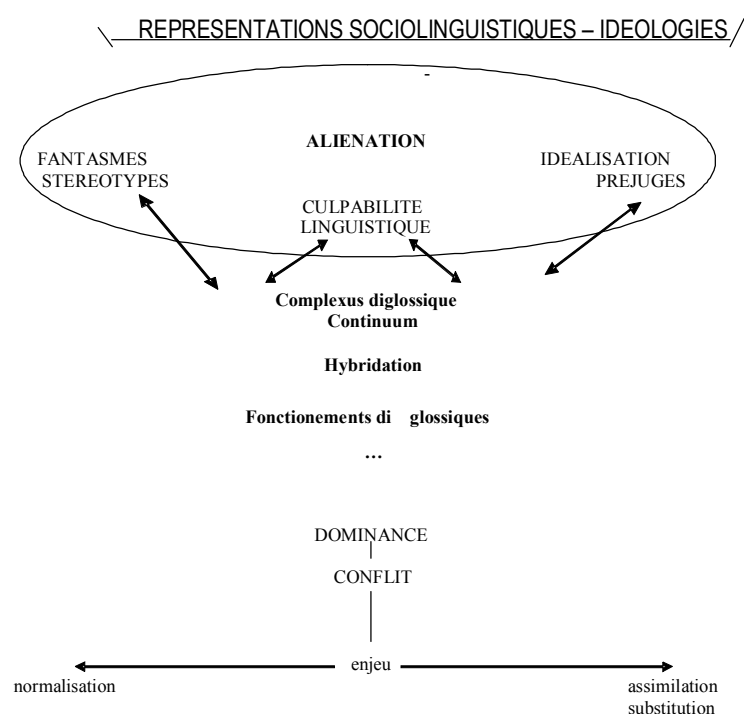 REPRESENTATIONS SOCIOLINGUISTIQUES – IDEOLOGIES
-
ALIENATION
FANTASMES
STEREOTYPES
IDEALISATION
PREJUGES
CULPABILITE
LINGUISTIQUE
Complexus diglossique
Continuum
Hybridation
Fonctionements di glossiques
...
DOMINANCE
CONFLIT
enjeu
normalisation
assimilation
substitution